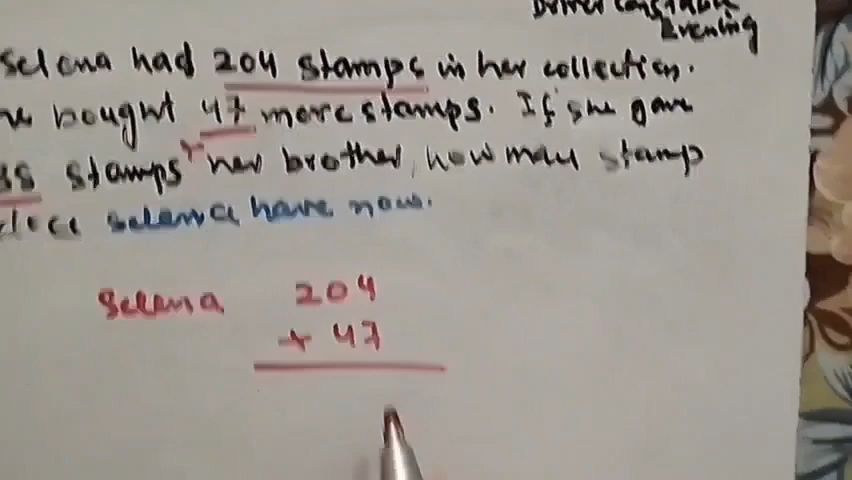 Evening
Selena had 204 stamps in her collection.
bought 47 more stamps. If she gave
stamps her brother, how many stamp
selena have now.
Selena 204
+ 47